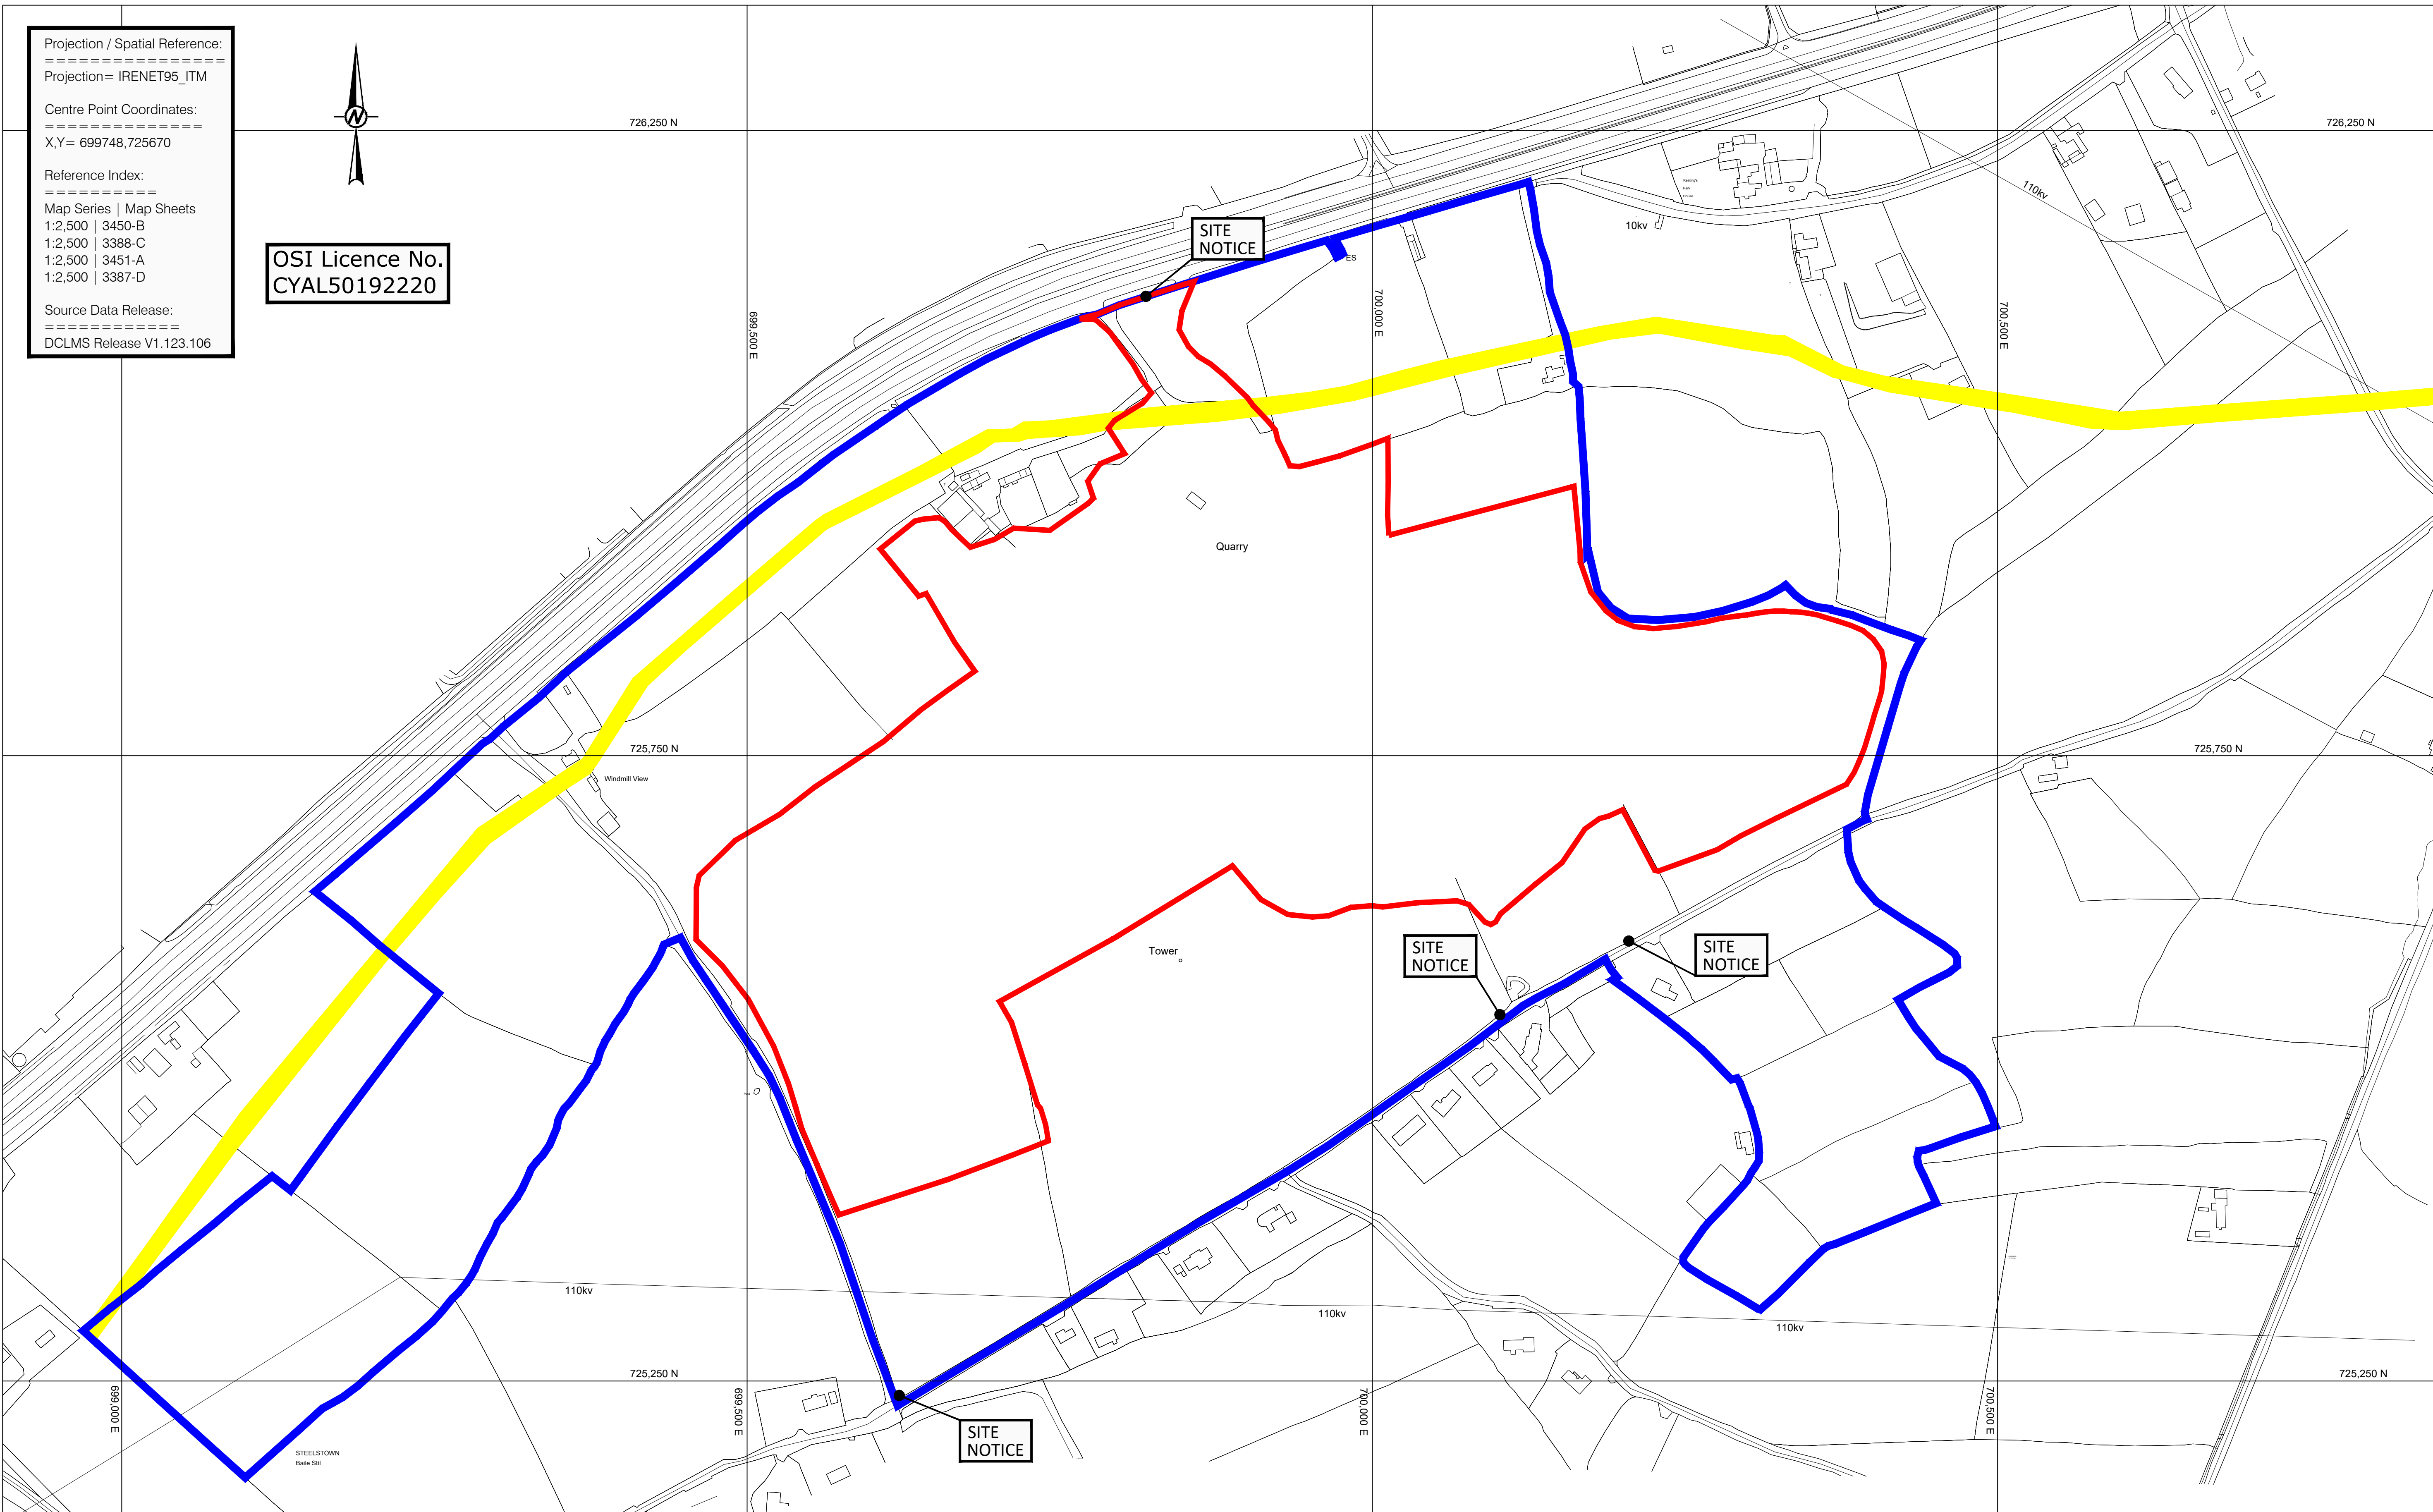 Projection / Spatial Reference:
================
Projection= IRENET95_ITM
Centre Point Coordinates:
==============
X,Y= 699748,725670
Reference Index:
==========
Map Series | Map Sheets
1:2,500 | 3450-B
1:2,500 | 3388-C
1:2,500 | 3451-A
1:2,500 | 3387-D
Source Data Release:
============
DCLMS Release V1.123.106
N
OSI Licence No.
CYAL50192220
726,250 N
726,250 N
SITE
NOTICE
Keating's
Park
House
10kv
110kv
ES
699,500 E
700,000 E
700,500 E
Quarry
725,750 N
725,750 N
Windmill View
Tower
SITE
NOTICE
SITE
NOTICE
110kv
110kv
110kv
725,250 N
725,250 N
699,000 E
699,500 E
700,000 E
700,500 E
SITE
NOTICE
STEELSTOWN
Baile Stil